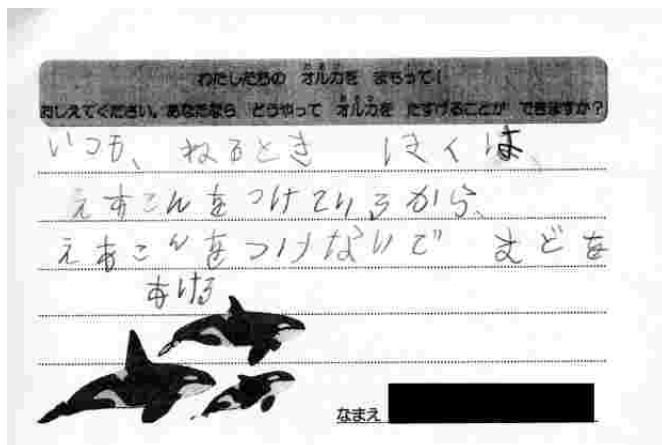 わたしたちの オルカを まもって!
おしえてください。あなたなら どうやって オルカを たすけることが できますか?
いつも、ねるとき ぼくは、
えあこんをつけているから、
えあこんをつけないで まどを
あける
なまえ